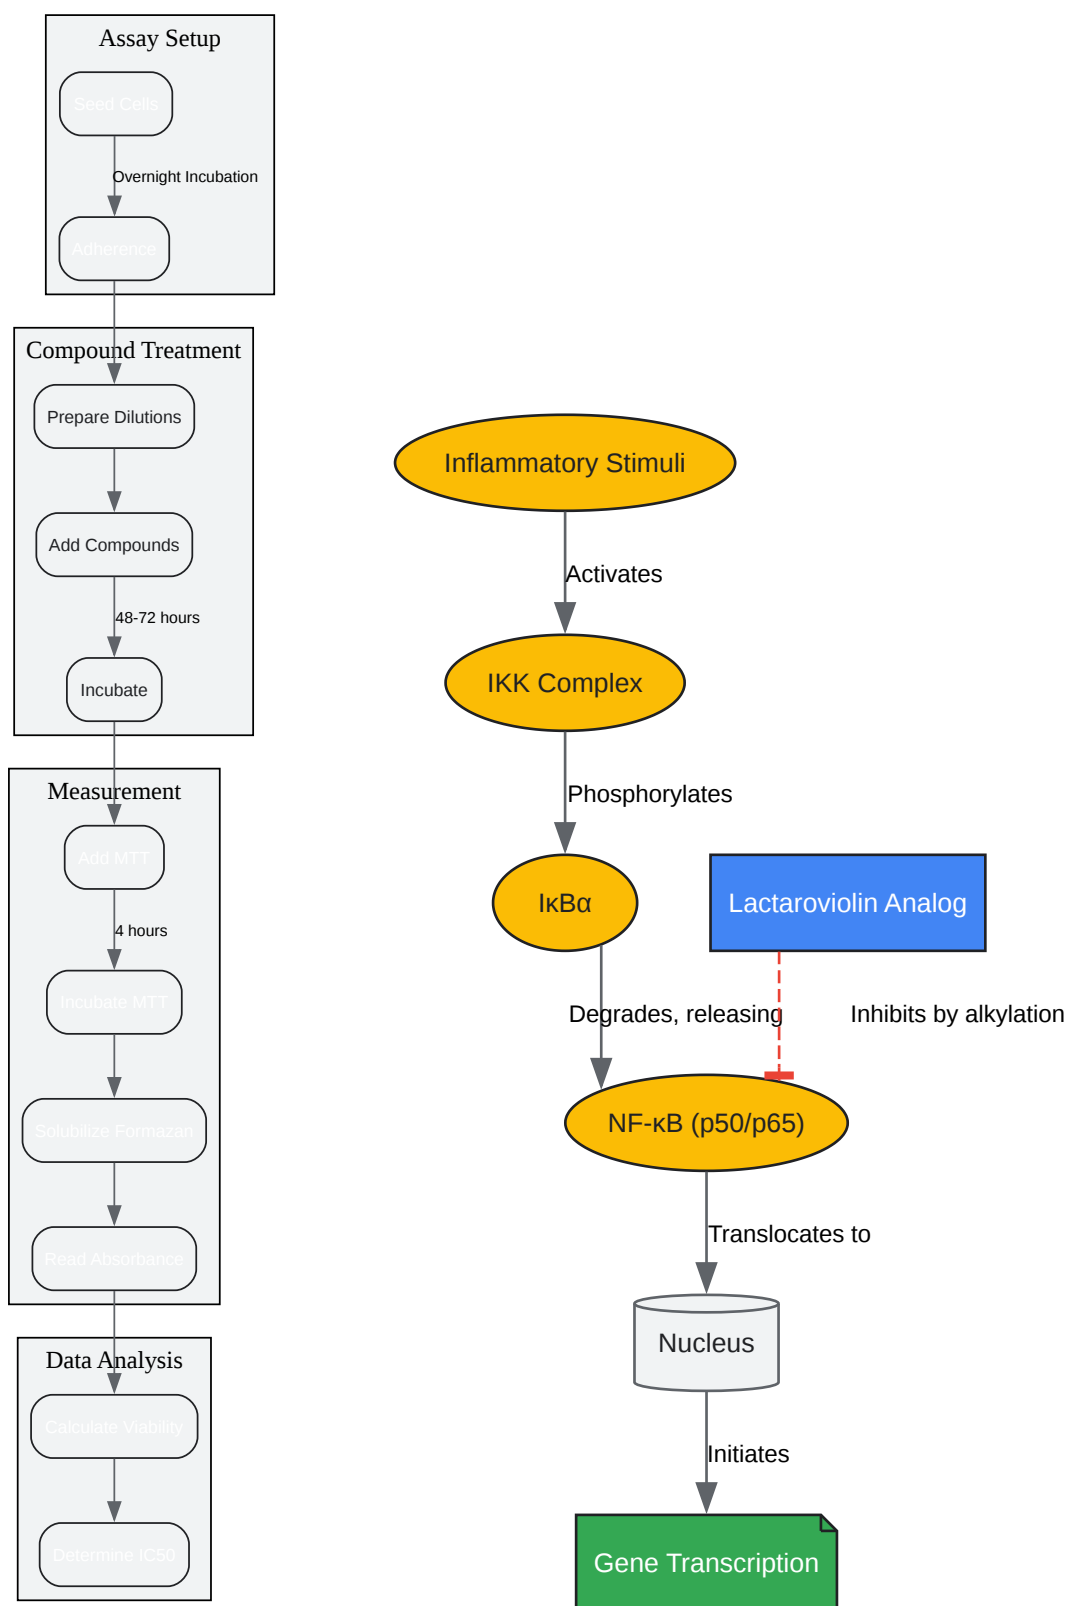 Assay Setup
Seed Cells
Overnight Incubation
Adherence
Compound Treatment
Prepare Dilutions
Add Compounds
48-72 hours
Incubate
Measurement
Add MTT
4 hours
Incubate MTT
Solubilize Formazan
Read Absorbance
Data Analysis
Calculate Viability
Determine IC50
Inflammatory Stimuli
Activates
IKK Complex
Phosphorylates
IκBα
Lactaroviolin Analog
Degrades, releasing
Inhibits by alkylation
NF-κB (p50/p65)
Translocates to
Nucleus
Initiates
Gene Transcription